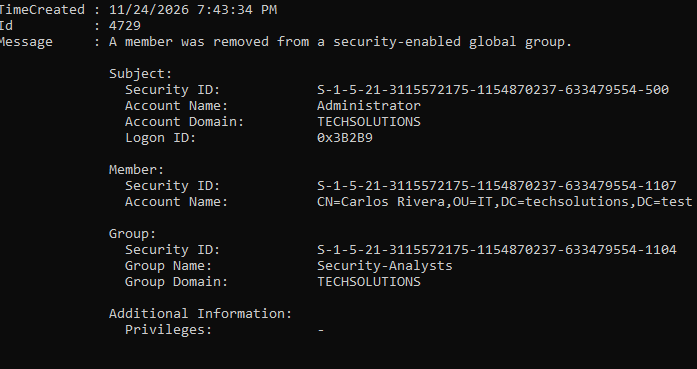 TimeCreated : 11/24/2026 7:43:34 PM
Id : 4729
Message : A member was removed from a security-enabled global group.
Subject:
Security ID: S-1-5-21-3115572175-1154870237-633479554-500
Account Name: Administrator
Account Domain: TECHSOLUTIONS
Logon ID: 0x3B2B9
Member:
Security ID: S-1-5-21-3115572175-1154870237-633479554-1107
Account Name: CN=Carlos Rivera,OU=IT,DC=techsolutions,DC=test
Group:
Security ID: S-1-5-21-3115572175-1154870237-633479554-1104
Group Name: Security-Analysts
Group Domain: TECHSOLUTIONS
Additional Information:
Privileges: -